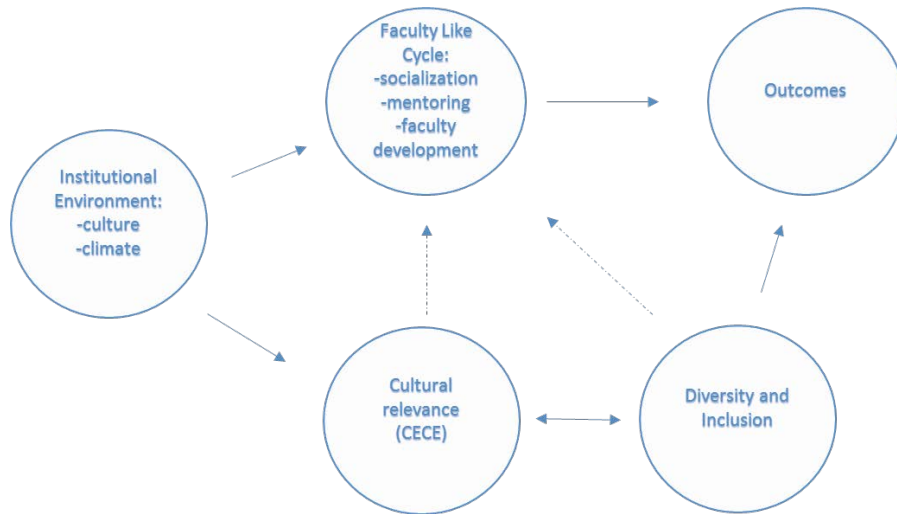 Institutional
Environment:
-culture
-climate
Faculty Like
Cycle:
-socialization
-mentoring
-faculty
development
Outcomes
Cultural
relevance
(CECE)
Diversity and
Inclusion